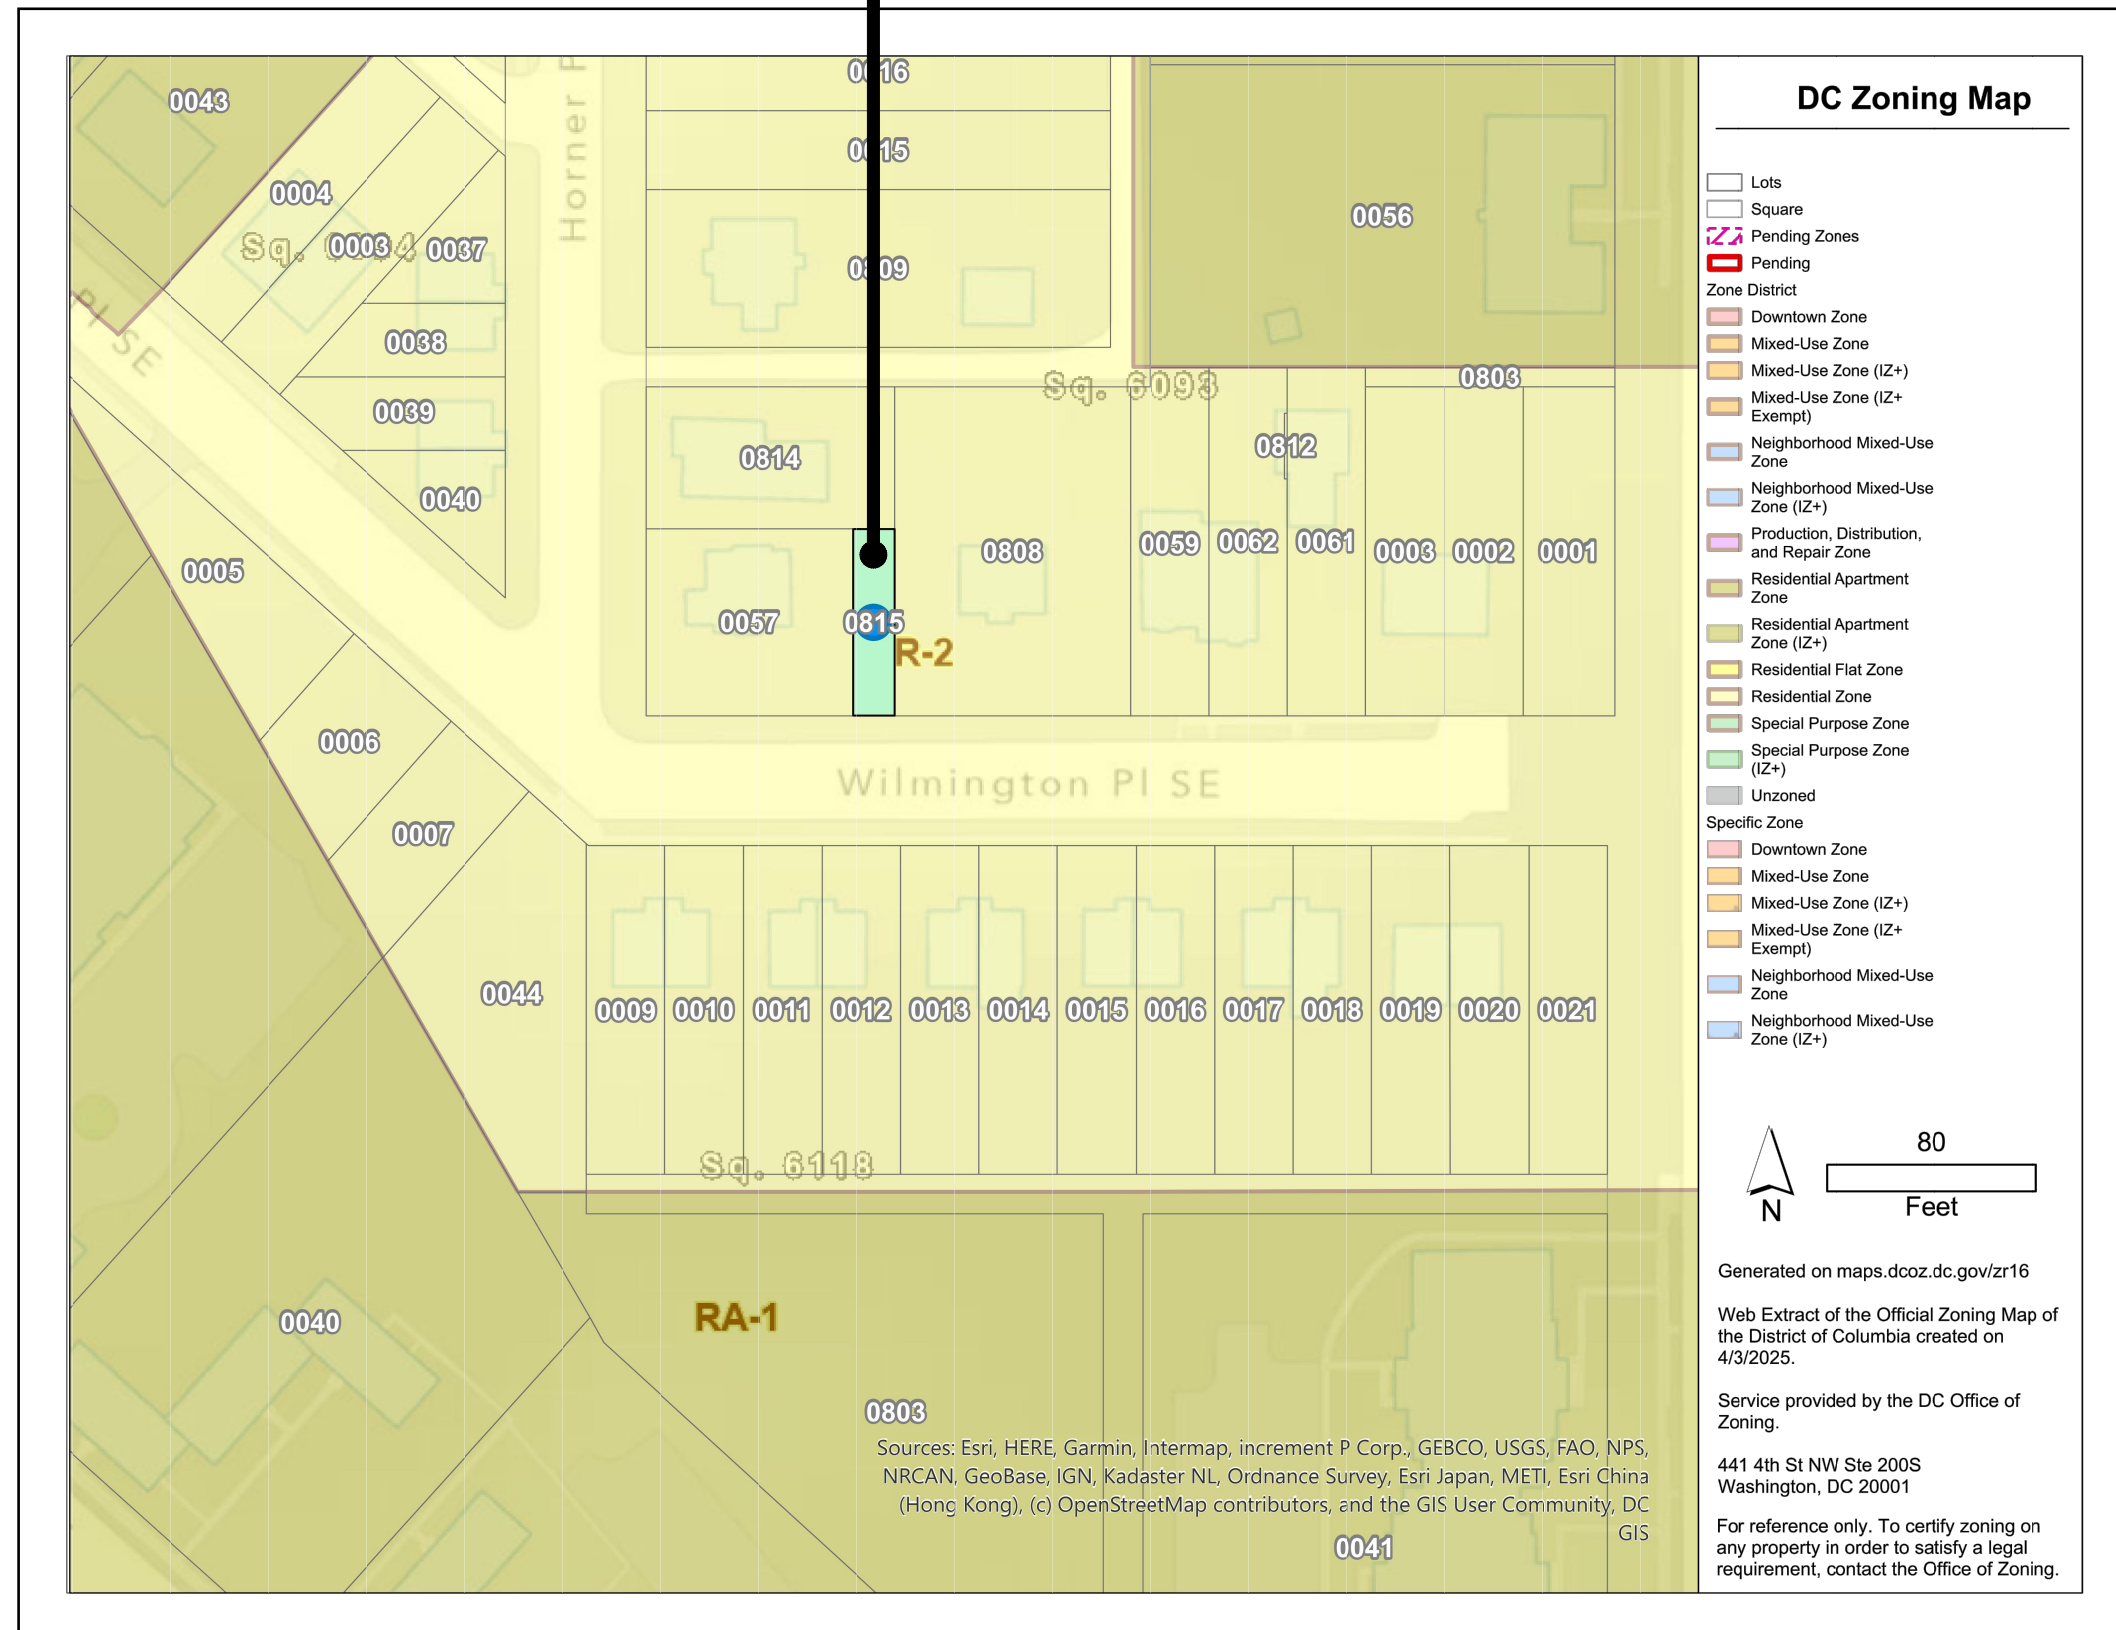 DC Zoning Map
Lots
Square
Pending Zones
Pending
Zone District
Downtown Zone
Mixed-Use Zone
Mixed-Use Zone (IZ+)
Mixed-Use Zone (IZ+
Exempt)
Neighborhood Mixed-Use
Zone
Neighborhood Mixed-Use
Zone (IZ+)
Production, Distribution,
and Repair Zone
Residential Apartment
Zone
Residential Apartment
Zone (IZ+)
Residential Flat Zone
Residential Zone
Special Purpose Zone
Special Purpose Zone
(IZ+)
Unzoned
Specific Zone
Downtown Zone
Mixed-Use Zone
Mixed-Use Zone (IZ+)
Mixed-Use Zone (IZ+
Exempt)
Neighborhood Mixed-Use
Zone
Neighborhood Mixed-Use
Zone (IZ+)
80
N
Feet
Generated on maps.dcoz.dc.gov/zr16
Web Extract of the Official Zoning Map of
the District of Columbia created on
4/3/2025.
Service provided by the DC Office of
Zoning.
441 4th St NW Ste 200S
Washington, DC 20001
For reference only. To certify zoning on
any property in order to satisfy a legal
requirement, contact the Office of Zoning.
0043
0004
Sq.
0003
0037
0038
0039
0040
Pl SE
Horner
0056
Sq. 6093
0803
0814
0812
0808
0059
0062
0061
0003
0002
0001
0057
0815
R-2
0005
0006
0007
0044
Wilmington Pl SE
0009
0010
0011
0012
0013
0014
0015
0016
0017
0018
0019
0020
0021
Sq. 6118
RA-1
0040
0803
0041
Sources: Esri, HERE, Garmin, Intermap, increment P Corp., GEBCO, USGS, FAO, NPS,
NRCAN, GeoBase, IGN, Kadaster NL, Ordnance Survey, Esri Japan, METI, Esri China
(Hong Kong), (c) OpenStreetMap contributors, and the GIS User Community, DC
GIS